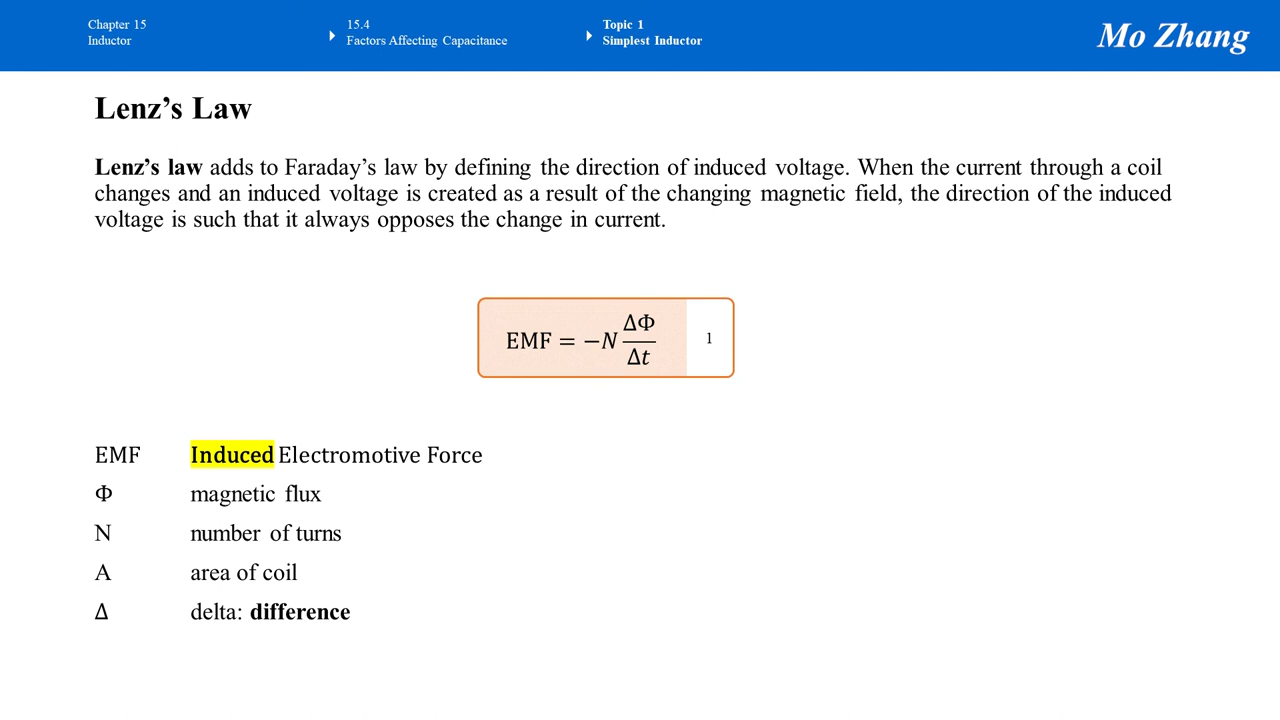 Chapter 15
Inductor
15.4
Factors Affecting Capacitance
Topic 1
Simplest Inductor
Mo Zhang
Lenz’s Law
Lenz’s law adds to Faraday’s law by defining the direction of induced voltage. When the current through a coil
changes and an induced voltage is created as a result of the changing magnetic field, the direction of the induced
voltage is such that it always opposes the change in current.
EMF = −N ΔΦ/Δt 1
EMF Induced Electromotive Force
Φ magnetic flux
N number of turns
A area of coil
Δ delta: difference